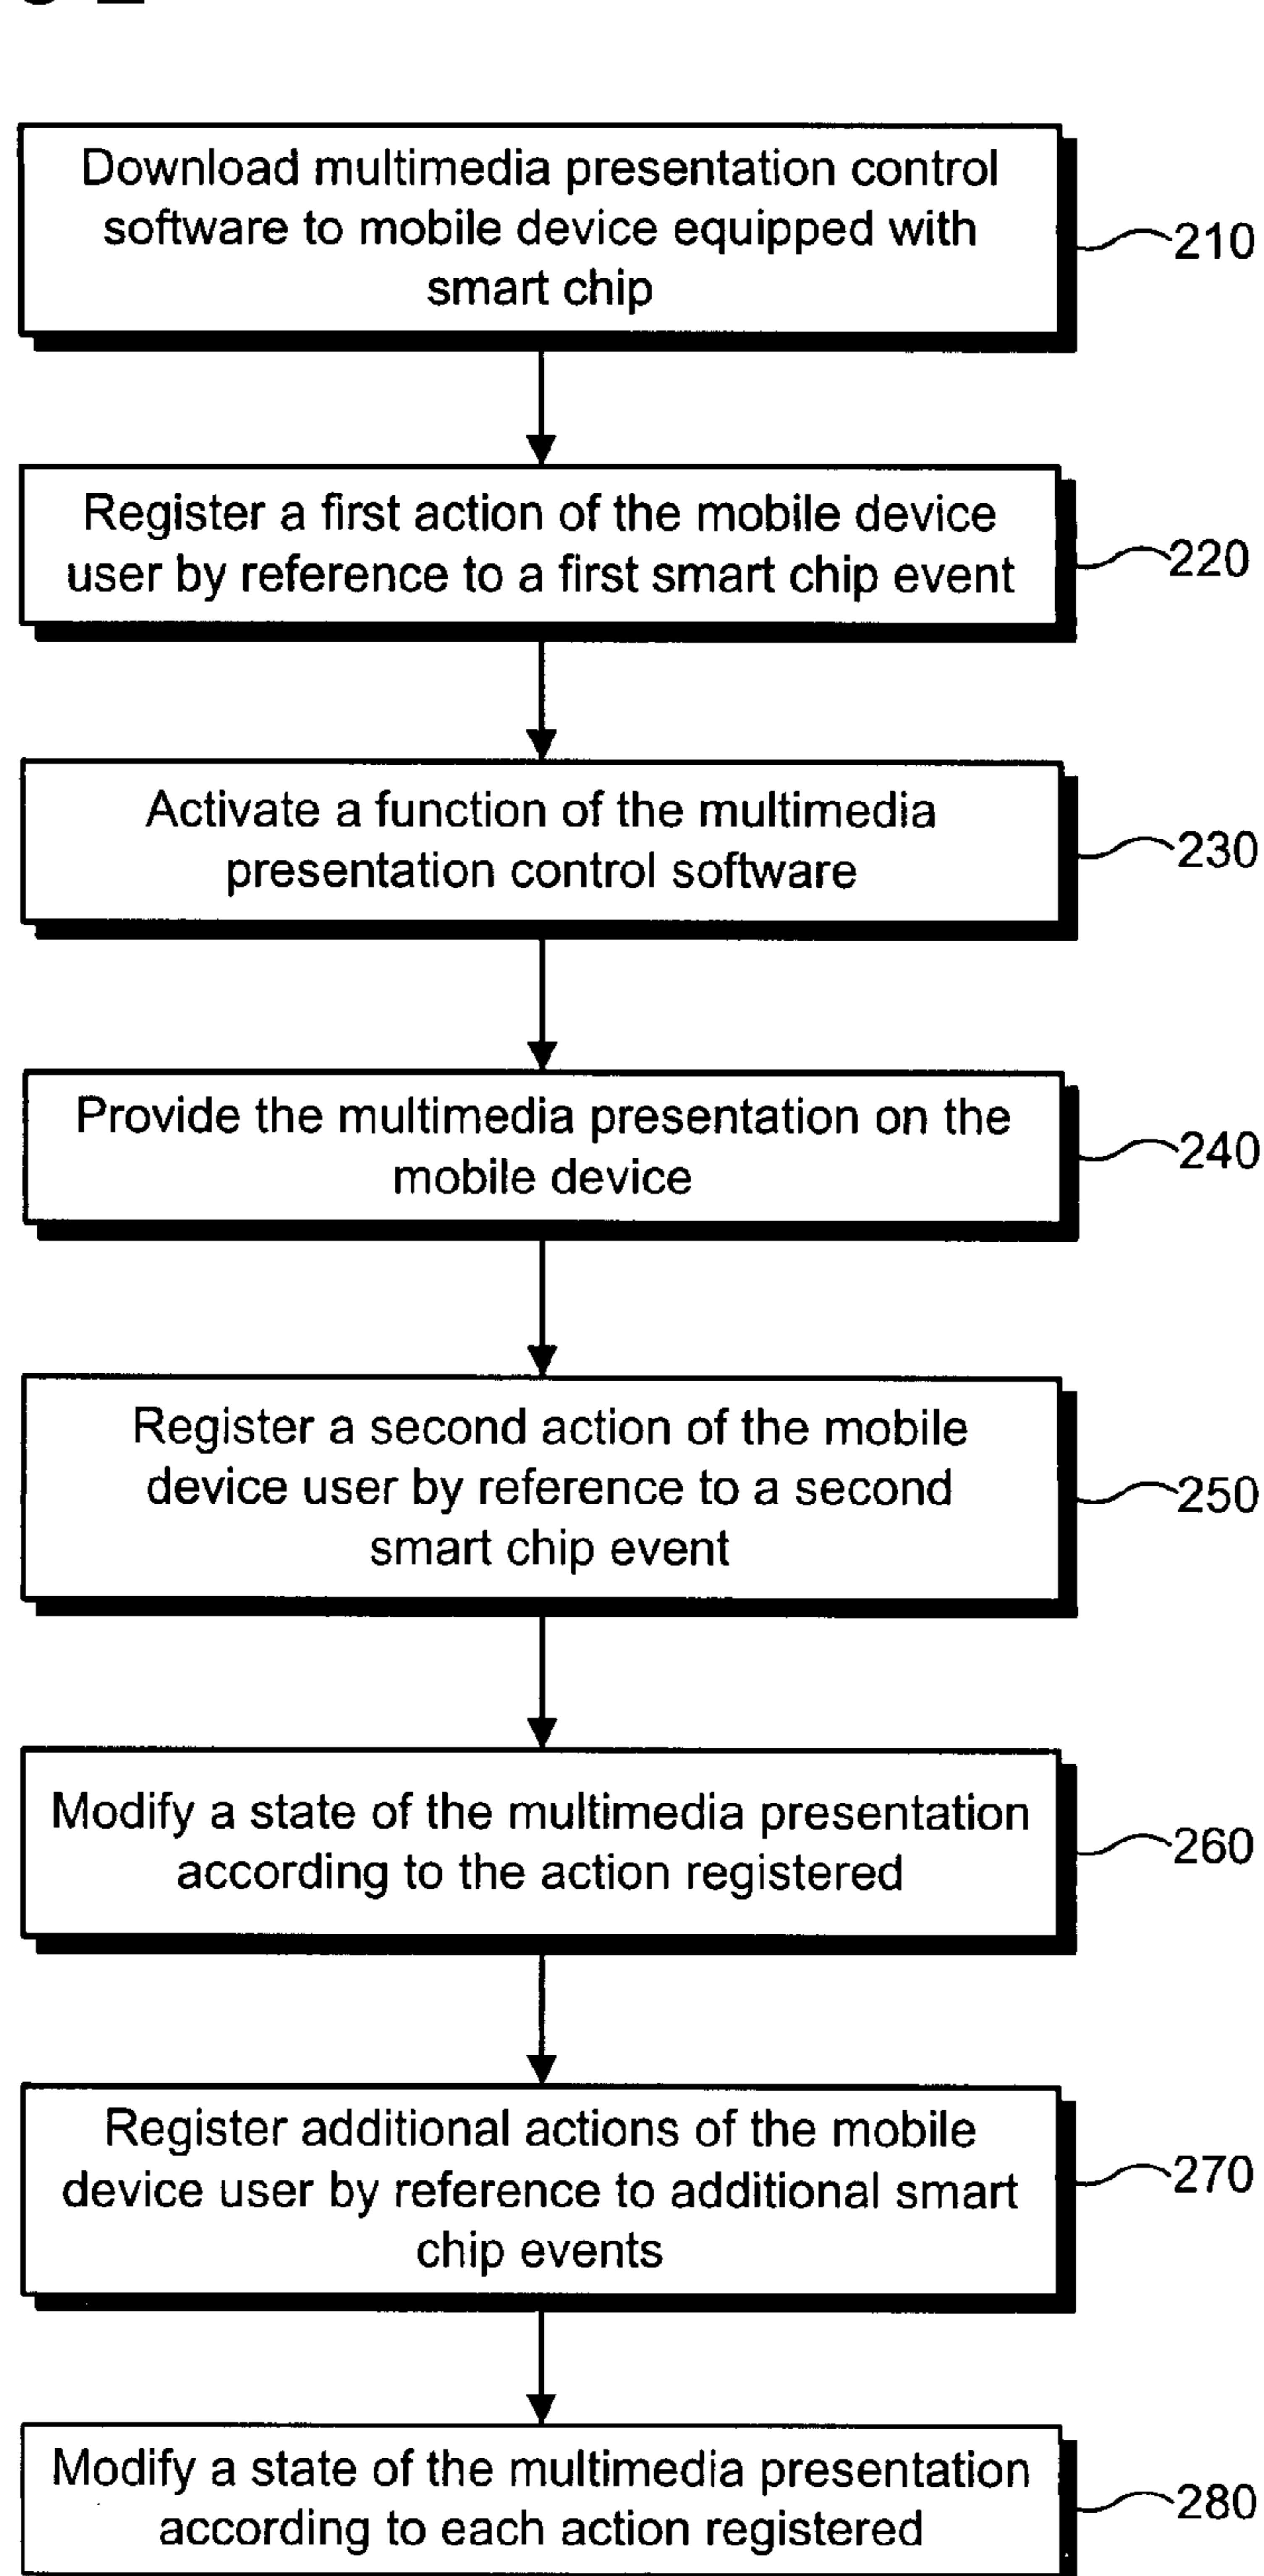 Download multimedia presentation control
software to mobile device equipped with
smart chip
210
Register a first action of the mobile device
user by reference to a first smart chip event
220
Activate a function of the multimedia
presentation control software
230
Provide the multimedia presentation on the
mobile device
240
Register a second action of the mobile
device user by reference to a second
smart chip event
250
Modify a state of the multimedia presentation
according to the action registered
260
Register additional actions of the mobile
device user by reference to additional smart
chip events
270
Modify a state of the multimedia presentation
according to each action registered
280